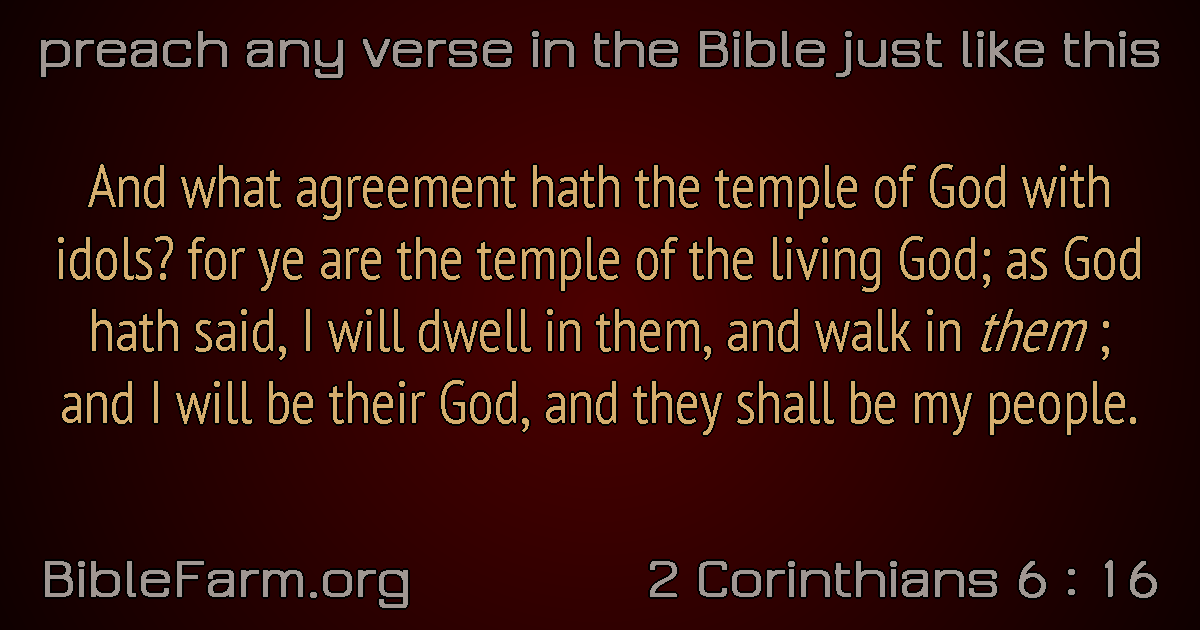 preach any verse in the Bible just like this
And what agreement hath the temple of God with
idols? for ye are the temple of the living God; as God
hath said, I will dwell in them, and walk in them ;
and I will be their God, and they shall be my people.
BibleFarm.org
2 Corinthians 6 : 16